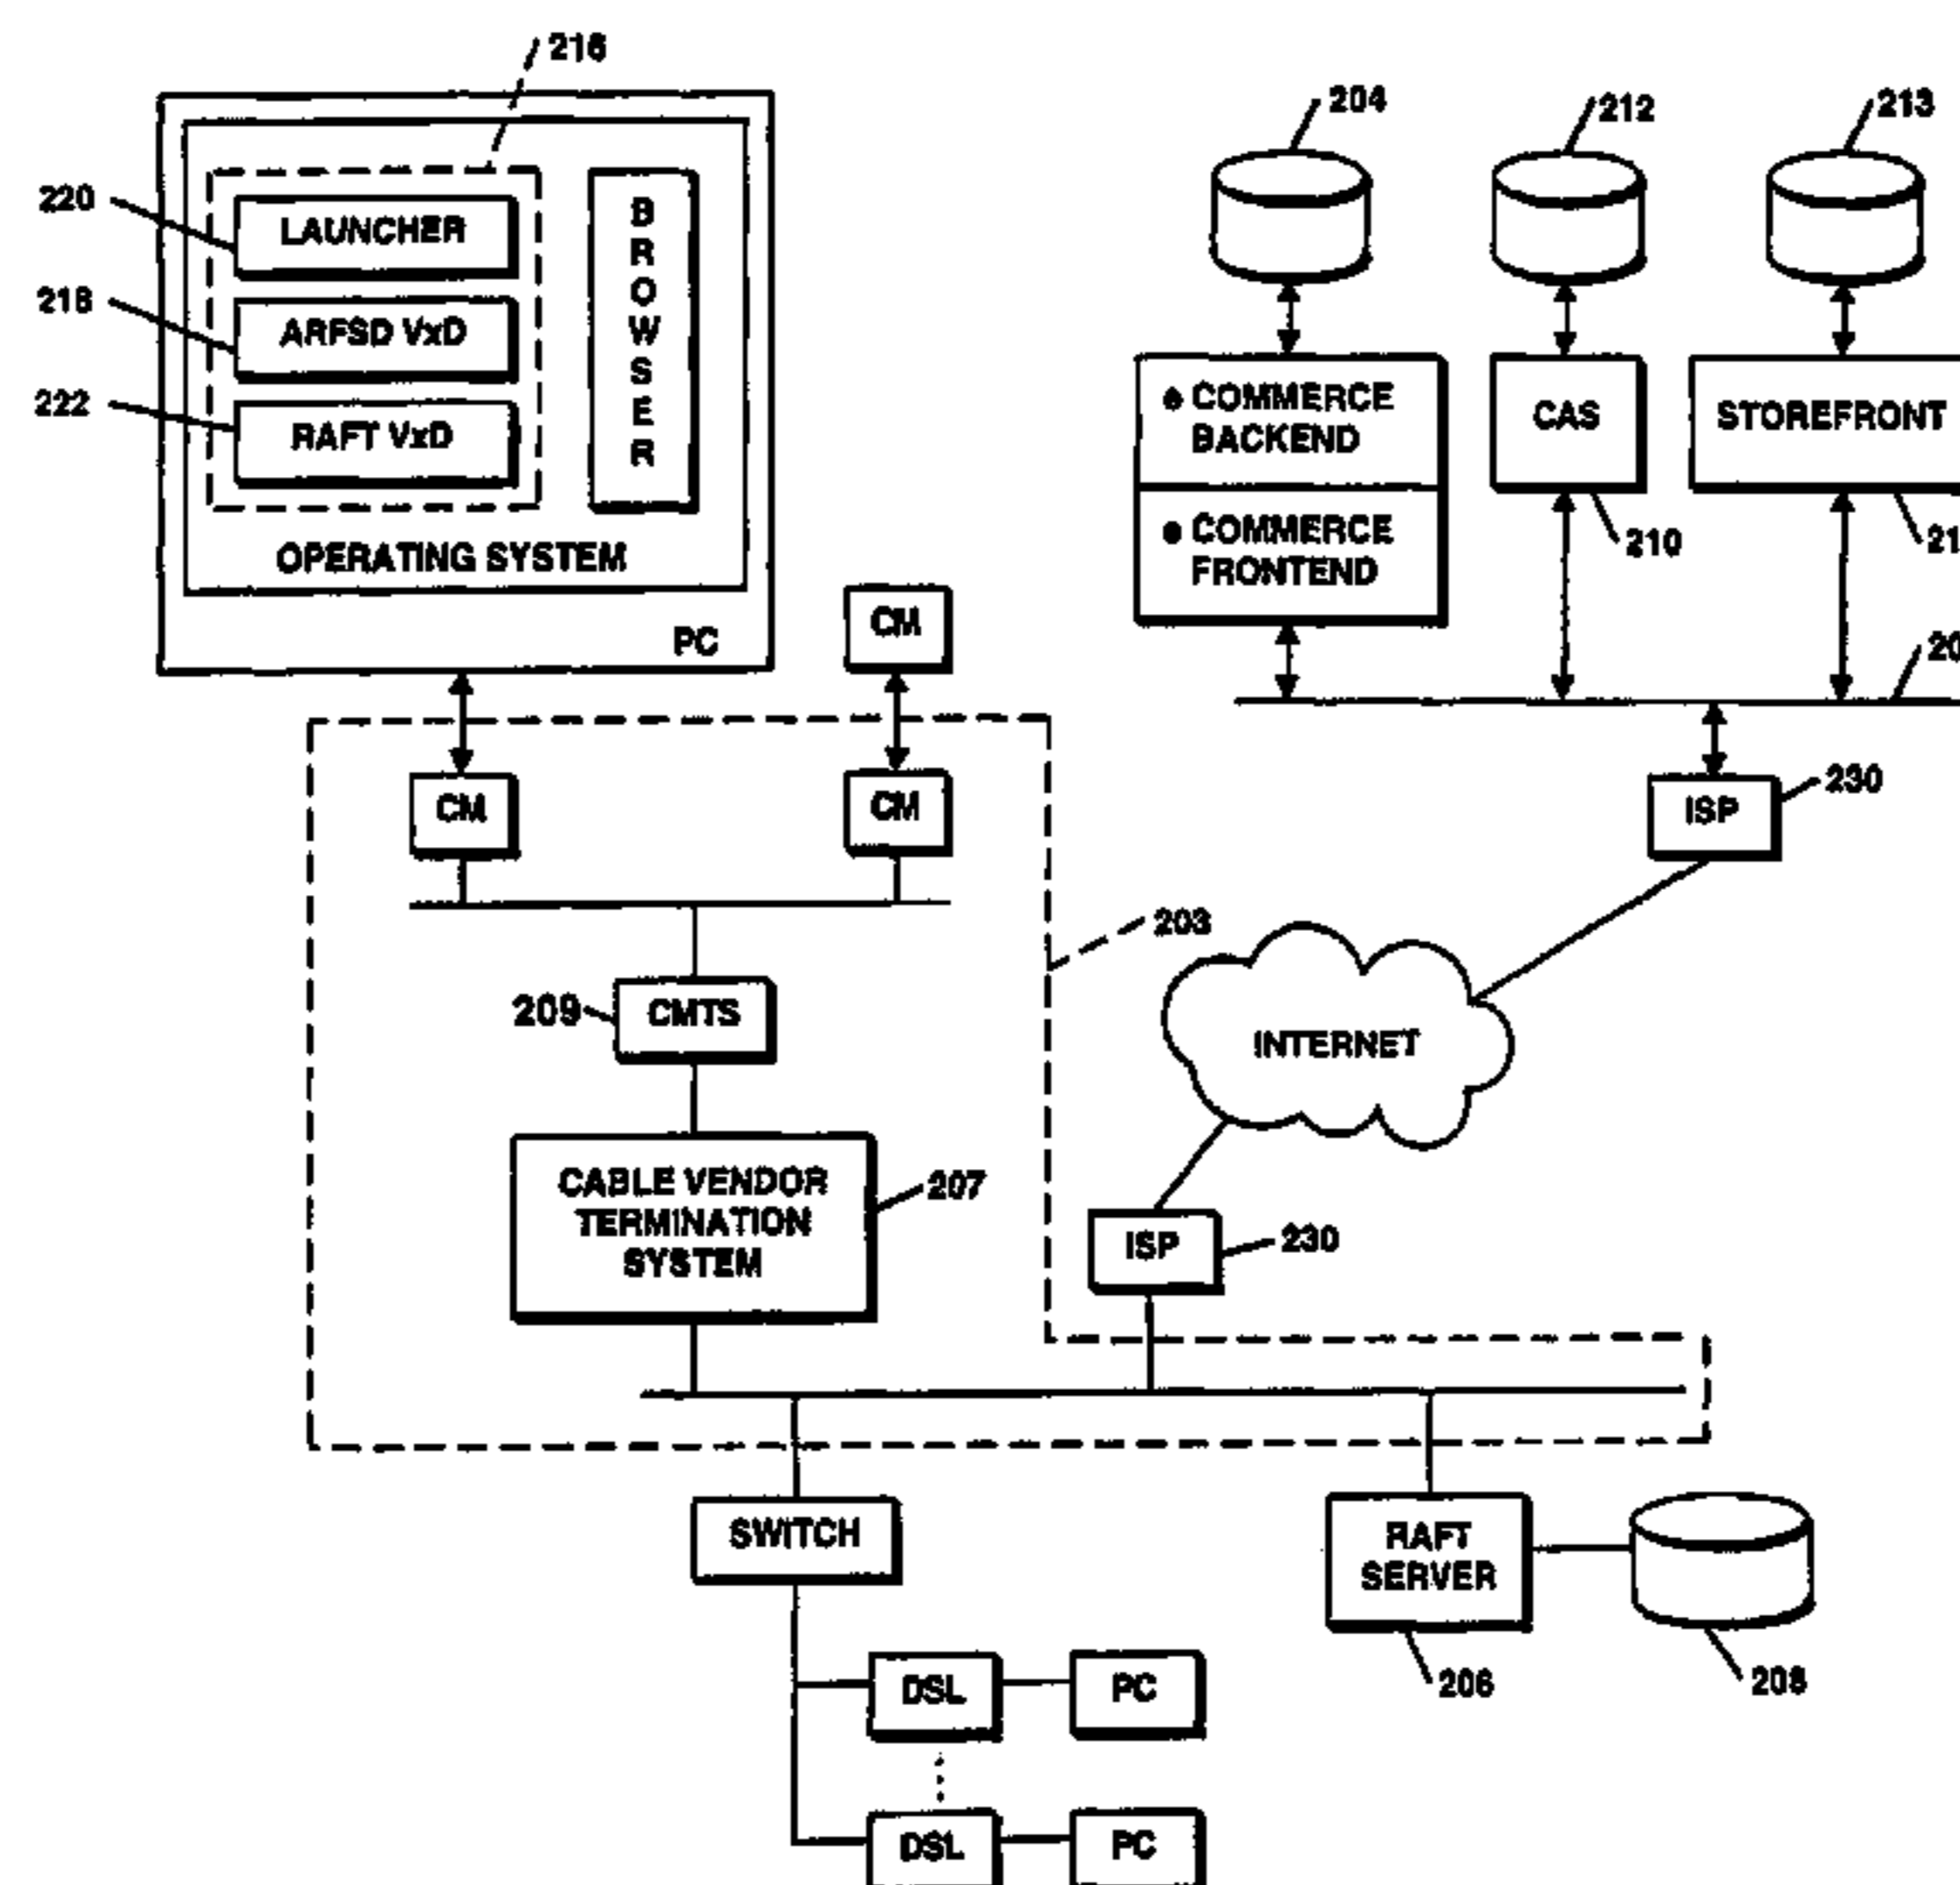 216
204
212
213
220
LAUNCHER
BROWSER
218
ARFSD VxD
222
RAFT VxD
OPERATING SYSTEM
PC
● COMMERCE
BACKEND
● COMMERCE
FRONTEND
CAS
STOREFRONT
210
21
20
CM
CM
CM
ISP
230
203
209
CMTS
INTERNET
CABLE VENDOR
TERMINATION
SYSTEM
207
ISP
230
SWITCH
RAFT
SERVER
206
208
DSL
PC
DSL
PC